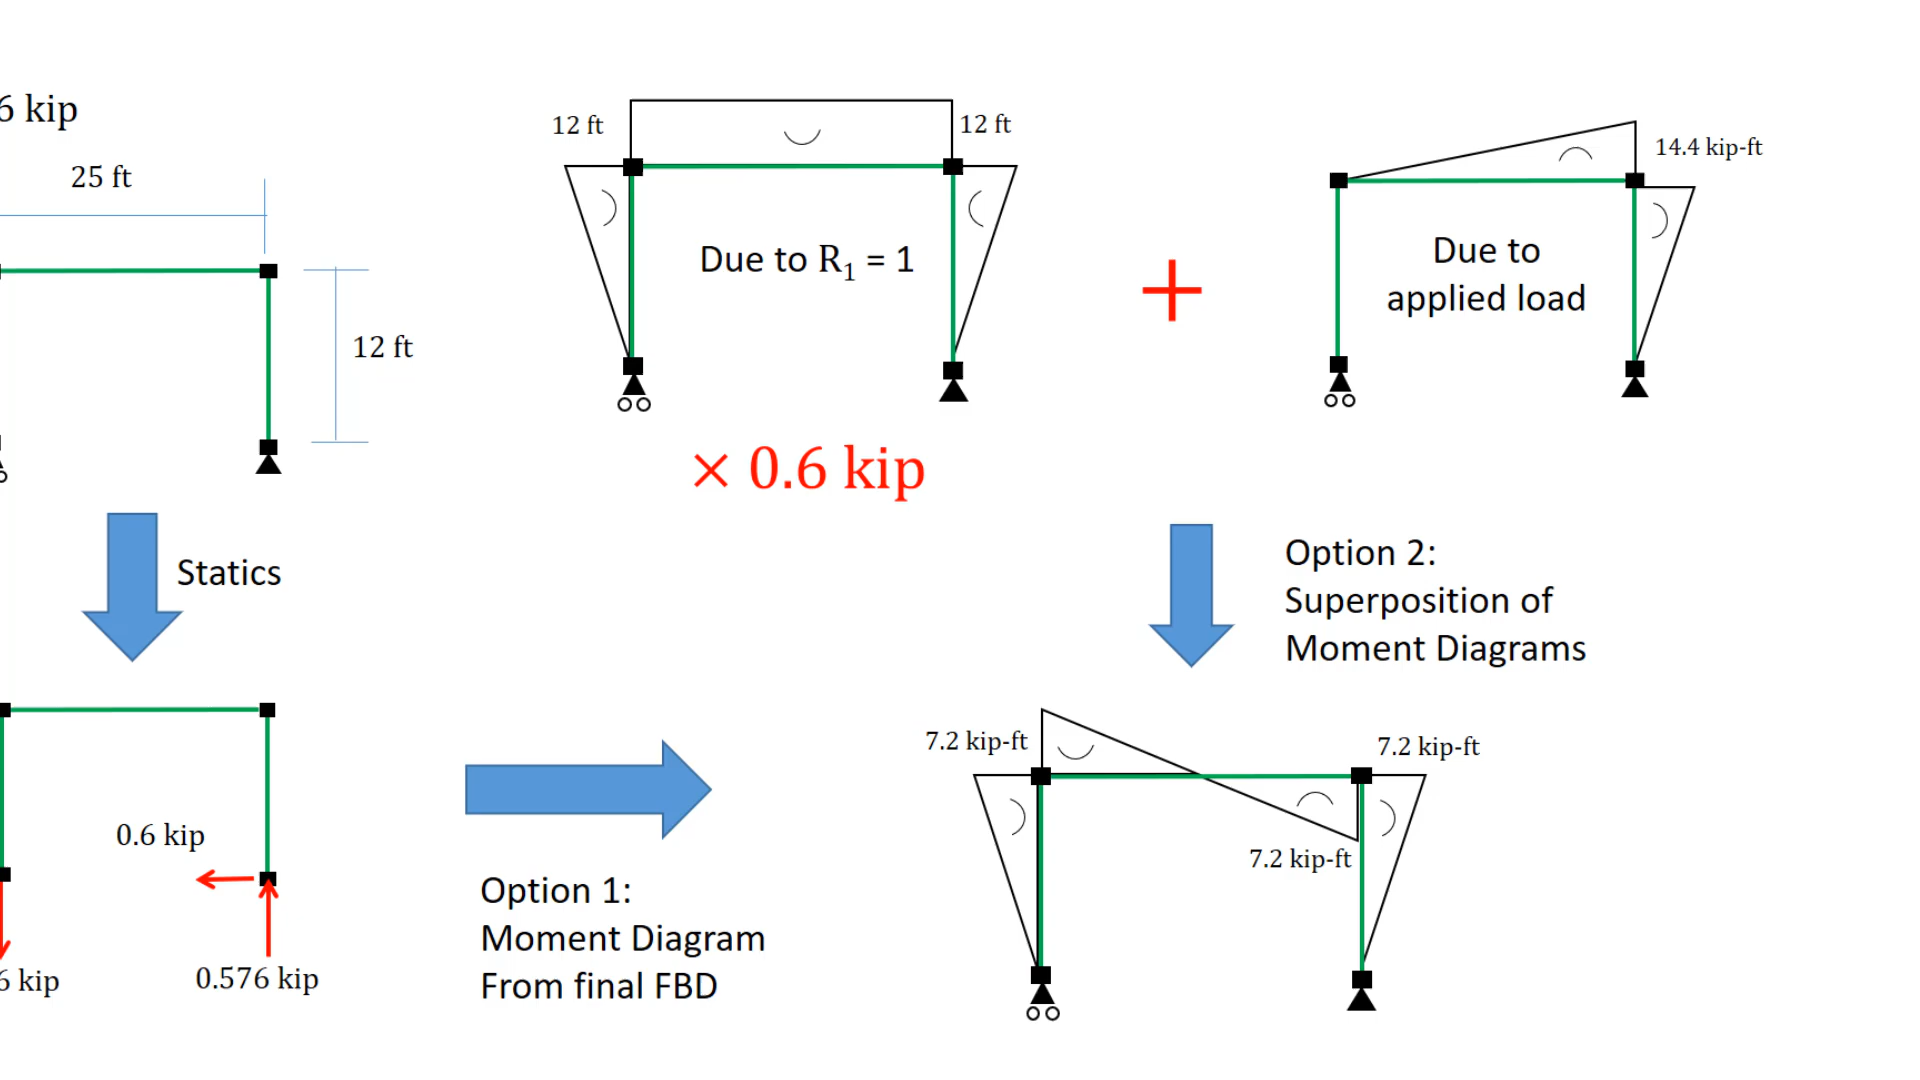 6 kip
25 ft
12 ft
12 ft
12 ft
Due to R₁ = 1
× 0.6 kip
+
14.4 kip-ft
Due to
applied load
Statics
Option 2:
Superposition of
Moment Diagrams
0.6 kip
6 kip
0.576 kip
Option 1:
Moment Diagram
From final FBD
7.2 kip-ft
7.2 kip-ft
7.2 kip-ft